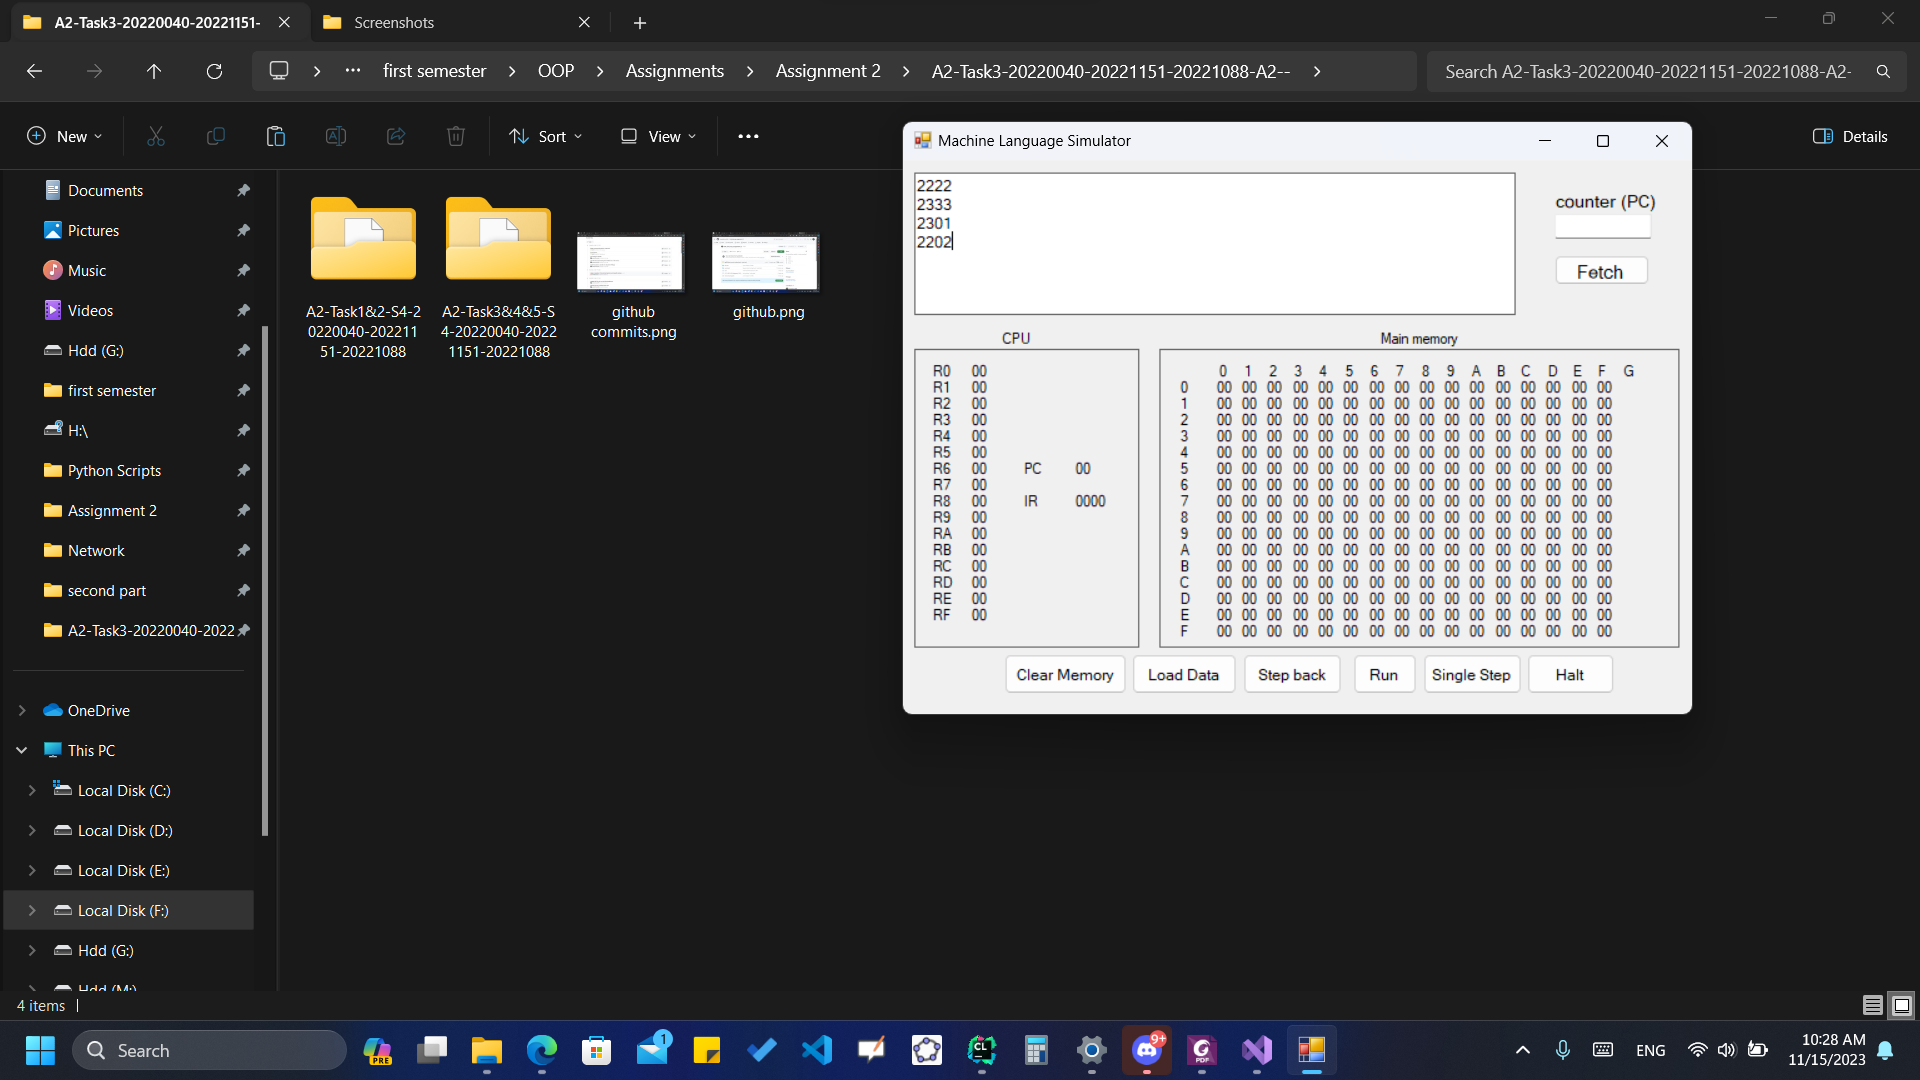 A2-Task3-20220040-20221151-
Screenshots
first semester
OOP
Assignments
Assignment 2
A2-Task3-20220040-20221151-20221088-A2--
Search A2-Task3-20220040-20221151-20221088-A2-
New
Sort
View
Details
Documents
Pictures
Music
Videos
Hdd (G:)
first semester
H:\
Python Scripts
Assignment 2
Network
second part
A2-Task3-20220040-2022
OneDrive
This PC
Local Disk (C:)
Local Disk (D:)
Local Disk (E:)
Local Disk (F:)
Hdd (G:)
Hdd (M:)
A2-Task1&2-S4-2
0220040-202211
51-20221088
A2-Task3&4&5-S
4-20220040-2022
1151-20221088
github
commits.png
github.png
Machine Language Simulator
2222
2333
2301
2202
counter (PC)
Fetch
CPU
R0 00
R1 00
R2 00
R3 00
R4 00
R5 00
R6 00 PC 00
R7 00
R8 00 IR 0000
R9 00
RA 00
RB 00
RC 00
RD 00
RE 00
RF 00
Main memory
0 1 2 3 4 5 6 7 8 9 A B C D E F G
0 00 00 00 00 00 00 00 00 00 00 00 00 00 00 00 00
1 00 00 00 00 00 00 00 00 00 00 00 00 00 00 00 00
2 00 00 00 00 00 00 00 00 00 00 00 00 00 00 00 00
3 00 00 00 00 00 00 00 00 00 00 00 00 00 00 00 00
4 00 00 00 00 00 00 00 00 00 00 00 00 00 00 00 00
5 00 00 00 00 00 00 00 00 00 00 00 00 00 00 00 00
6 00 00 00 00 00 00 00 00 00 00 00 00 00 00 00 00
7 00 00 00 00 00 00 00 00 00 00 00 00 00 00 00 00
8 00 00 00 00 00 00 00 00 00 00 00 00 00 00 00 00
9 00 00 00 00 00 00 00 00 00 00 00 00 00 00 00 00
A 00 00 00 00 00 00 00 00 00 00 00 00 00 00 00 00
B 00 00 00 00 00 00 00 00 00 00 00 00 00 00 00 00
C 00 00 00 00 00 00 00 00 00 00 00 00 00 00 00 00
D 00 00 00 00 00 00 00 00 00 00 00 00 00 00 00 00
E 00 00 00 00 00 00 00 00 00 00 00 00 00 00 00 00
F 00 00 00 00 00 00 00 00 00 00 00 00 00 00 00 00
Clear Memory
Load Data
Step back
Run
Single Step
Halt
4 items
Search
PRE
1
CL
9+
PDF
ENG
10:28 AM
11/15/2023